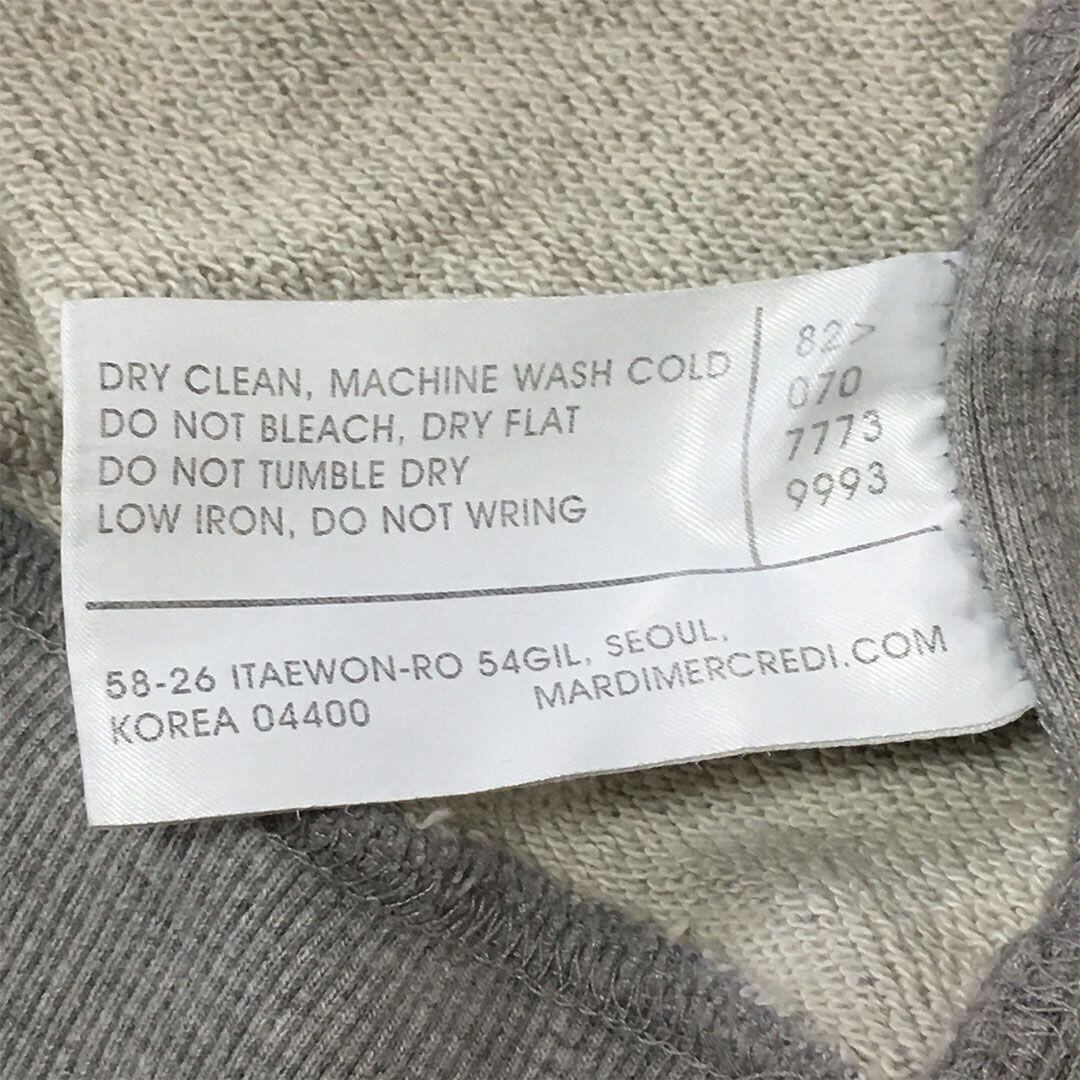 DRY CLEAN, MACHINE WASH COLD
DO NOT BLEACH, DRY FLAT
DO NOT TUMBLE DRY
LOW IRON, DO NOT WRING
82>
070
7773
9993
58-26 ITAEWON-RO 54GIL, SEOUL,
KOREA 04400
MARDIMERCREDI.COM